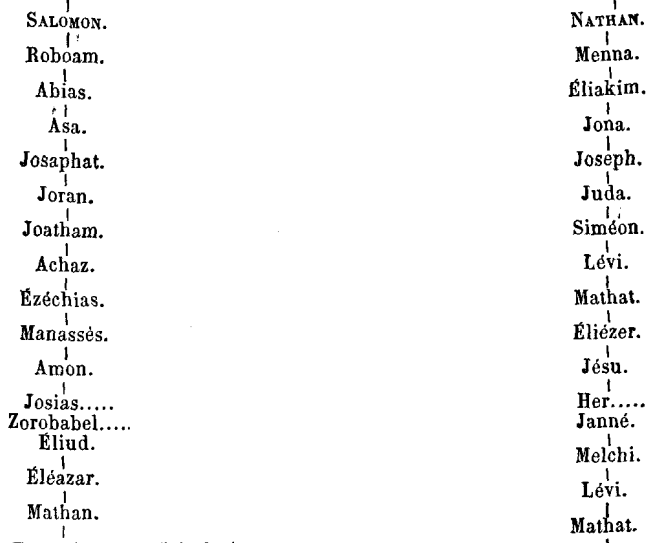 SALOMON.
Roboam.
Abias.
Asa.
Josaphat.
Joran.
Joatham.
Achaz.
Ézéchias.
Manassès.
Amon.
Josias.....
Zorobabel.....
Éliud.
Éléazar.
Mathan.
NATHAN.
Menna.
Éliakim.
Jona.
Joseph.
Juda.
Siméon.
Lévi.
Mathat.
Éliézer.
Jésu.
Her.....
Janné.
Melchi.
Lévi.
Mathat.